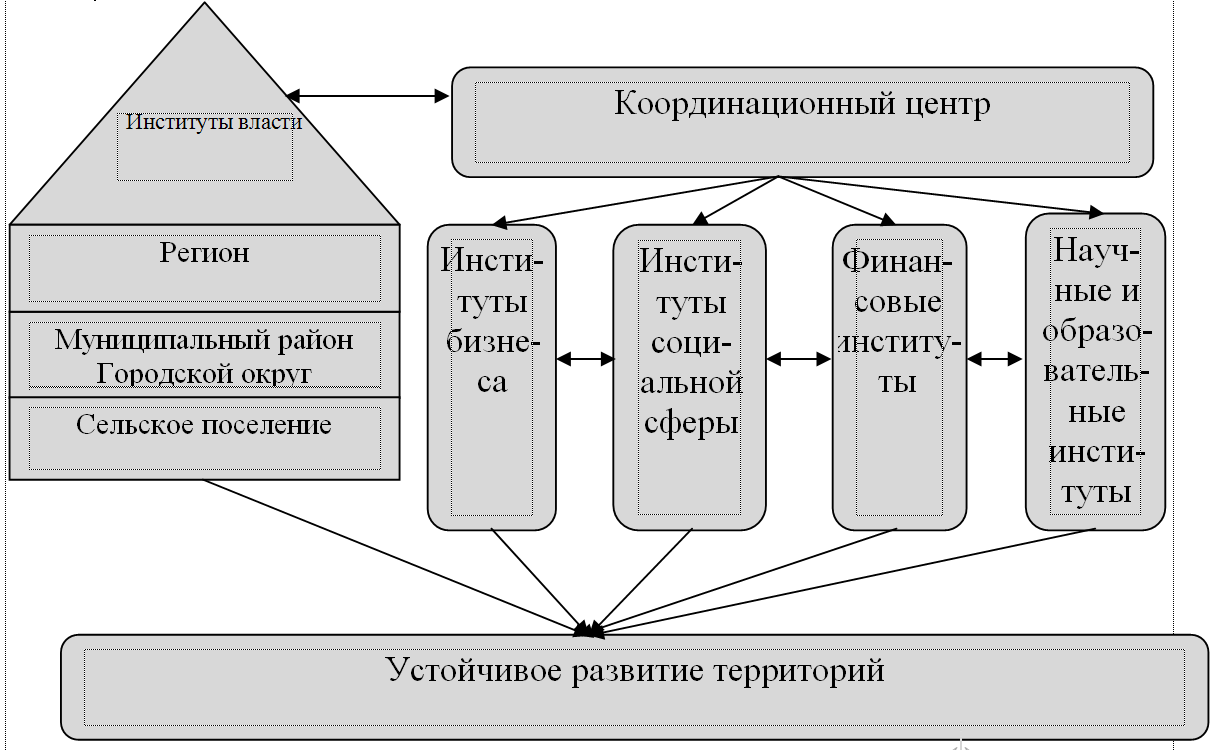 Институты власти
Координационный центр
Регион
Муниципальный район
Городской округ
Сельское поселение
Инсти-
туты
бизне-
са
Инсти-
туты
соци-
альной
сферы
Финан-
совые
институ-
ты
Науч-
ные и
образо-
ватель-
ные
инсти-
туты
Устойчивое развитие территорий